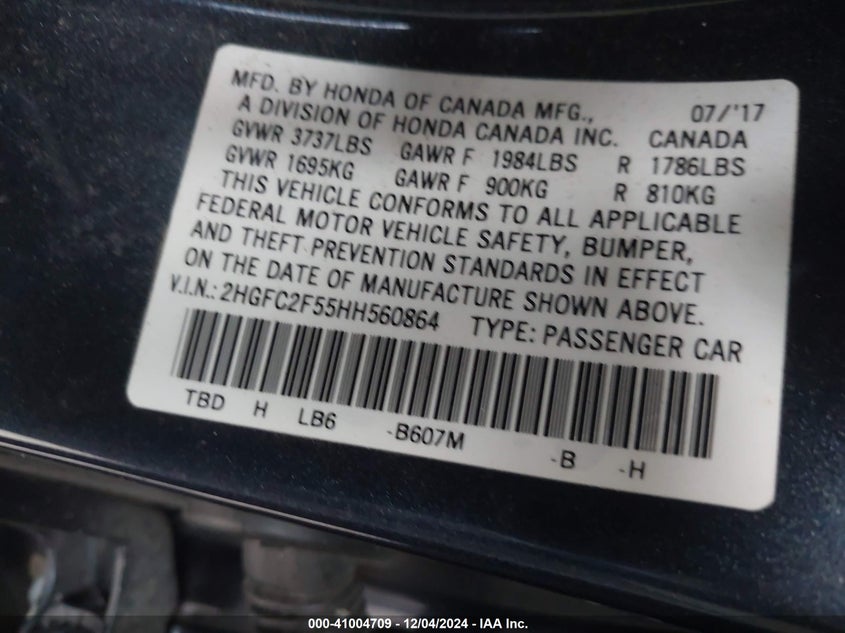 MFD. BY HONDA OF CANADA MFG., 07/'17
A DIVISION OF HONDA CANADA INC. CANADA
GVWR 3737LBS GAWR F 1984LBS R 1786LBS
GVWR 1695KG GAWR F 900KG R 810KG
THIS VEHICLE CONFORMS TO ALL APPLICABLE
FEDERAL MOTOR VEHICLE SAFETY, BUMPER,
AND THEFT PREVENTION STANDARDS IN EFFECT
ON THE DATE OF MANUFACTURE SHOWN ABOVE.
V.I.N.: 2HGFC2F55HH560864 TYPE: PASSENGER CAR
TBD H LB6 -B607M -B -H
000-41004709 - 12/04/2024 - IAA Inc.